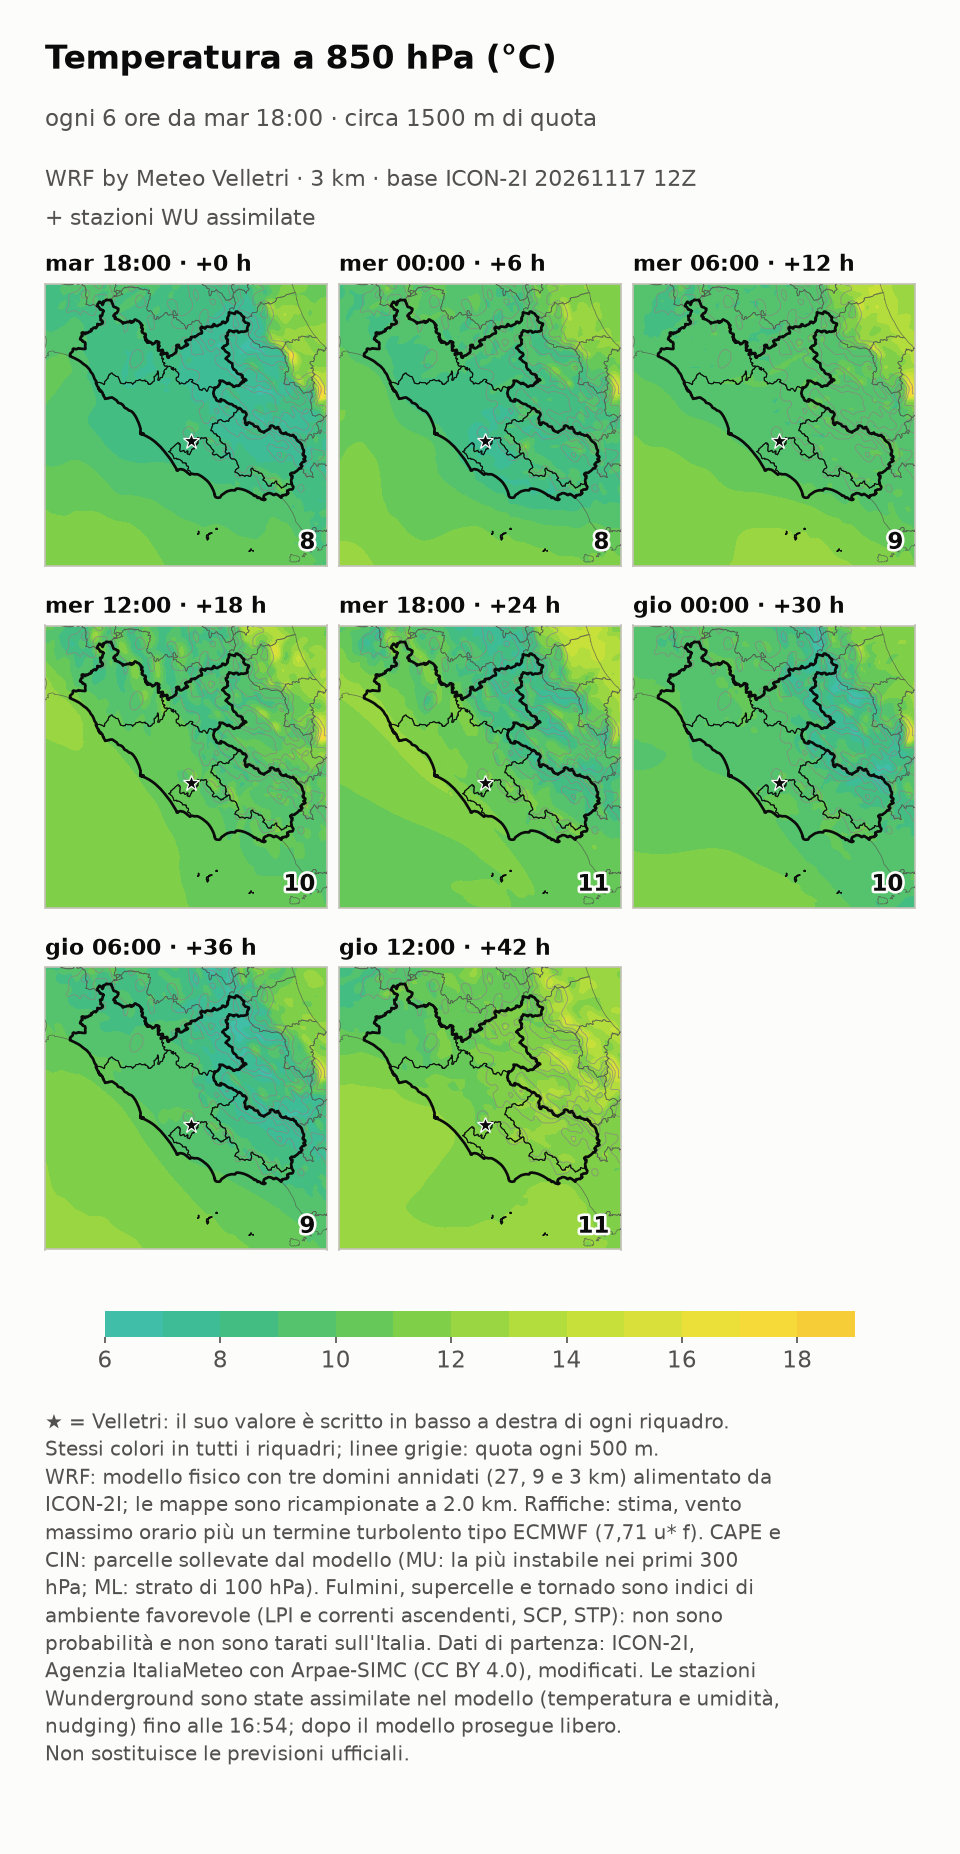 Temperatura a 850 hPa (°C)
ogni 6 ore da mar 18:00 · circa 1500 m di quota
WRF by Meteo Velletri · 3 km · base ICON-2I 20261117 12Z
+ stazioni WU assimilate
mar 18:00 · +0 h
mer 00:00 · +6 h
mer 06:00 · +12 h
8
8
9
mer 12:00 · +18 h
mer 18:00 · +24 h
gio 00:00 · +30 h
10
11
10
gio 06:00 · +36 h
gio 12:00 · +42 h
9
11
6 8 10 12 14 16 18
★ = Velletri: il suo valore è scritto in basso a destra di ogni riquadro.
Stessi colori in tutti i riquadri; linee grigie: quota ogni 500 m.
WRF: modello fisico con tre domini annidati (27, 9 e 3 km) alimentato da
ICON-2I; le mappe sono ricampionate a 2.0 km. Raffiche: stima, vento
massimo orario più un termine turbolento tipo ECMWF (7,71 u* f). CAPE e
CIN: parcelle sollevate dal modello (MU: la più instabile nei primi 300
hPa; ML: strato di 100 hPa). Fulmini, supercelle e tornado sono indici di
ambiente favorevole (LPI e correnti ascendenti, SCP, STP): non sono
probabilità e non sono tarati sull'Italia. Dati di partenza: ICON-2I,
Agenzia ItaliaMeteo con Arpae-SIMC (CC BY 4.0), modificati. Le stazioni
Wunderground sono state assimilate nel modello (temperatura e umidità,
nudging) fino alle 16:54; dopo il modello prosegue libero.
Non sostituisce le previsioni ufficiali.